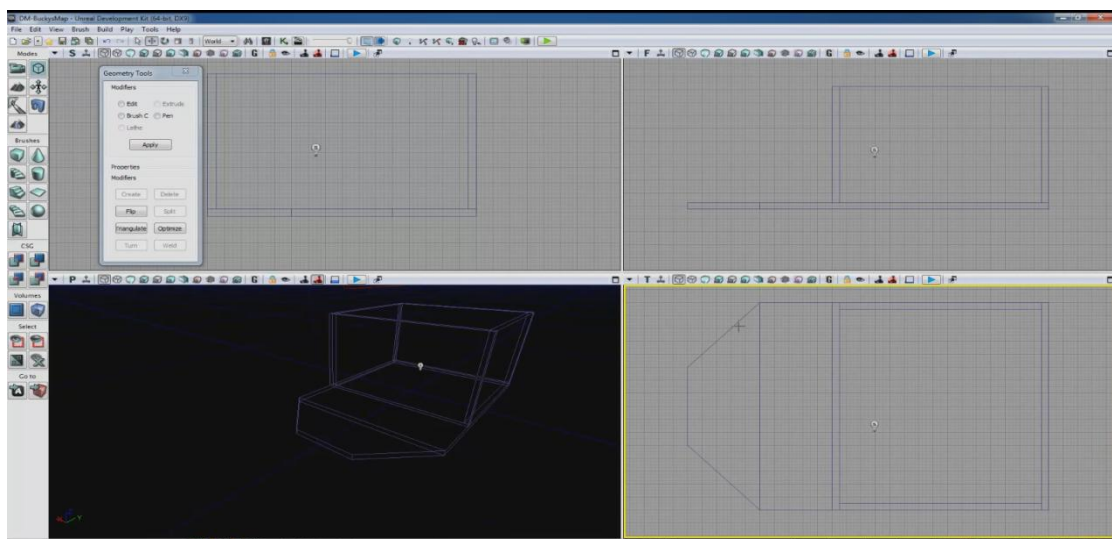 DM-RuckysMap - Unreal Development Kit (64-bit, DX9)
File Edit View Brush Build Play Tools Help
World
Modes
S
G
F
G
Geometry Tools
Modifiers
Edit Extrude
Brush C Pen
Lathe
Apply
Properties
Modifiers
Create Delete
Flip Split
Triangulate Optimize
Turn Weld
Brushes
CSG
P
G
T
G
Volumes
Select
Go to
X
Y